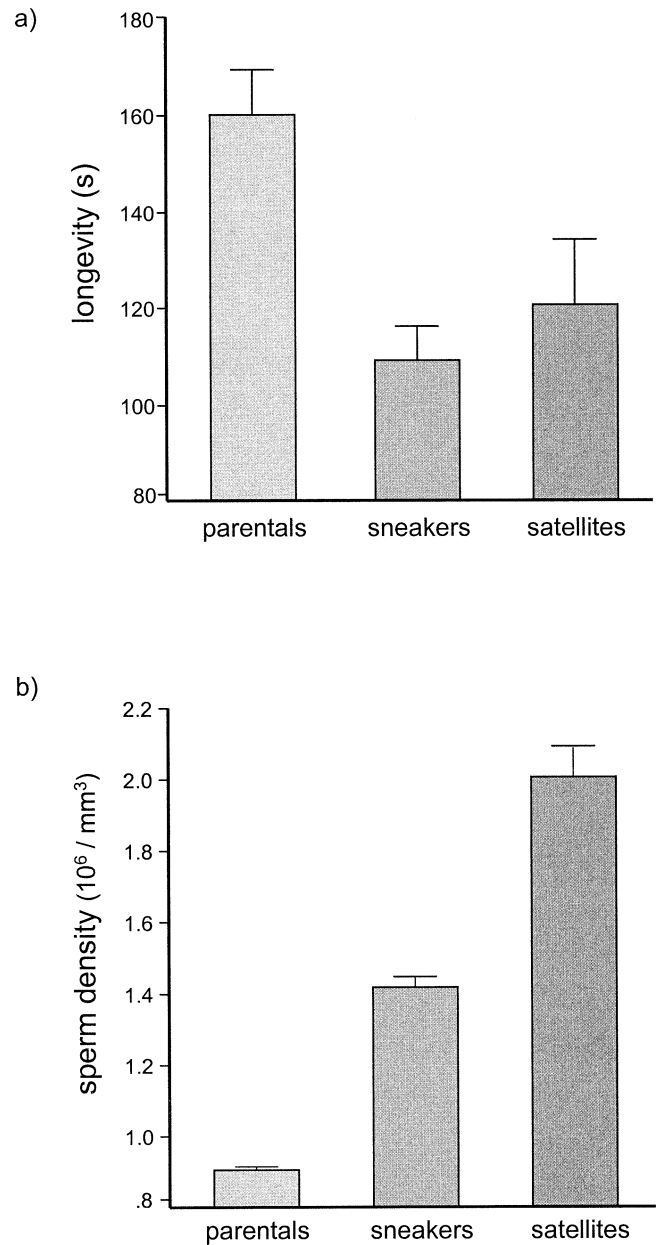 a)
180
160
140
120
100
80
longevity (s)
parentals sneakers satellites
b)
2.2
2.0
1.8
1.6
1.4
1.2
1.0
.8
sperm density (10⁶ / mm³)
parentals sneakers satellites